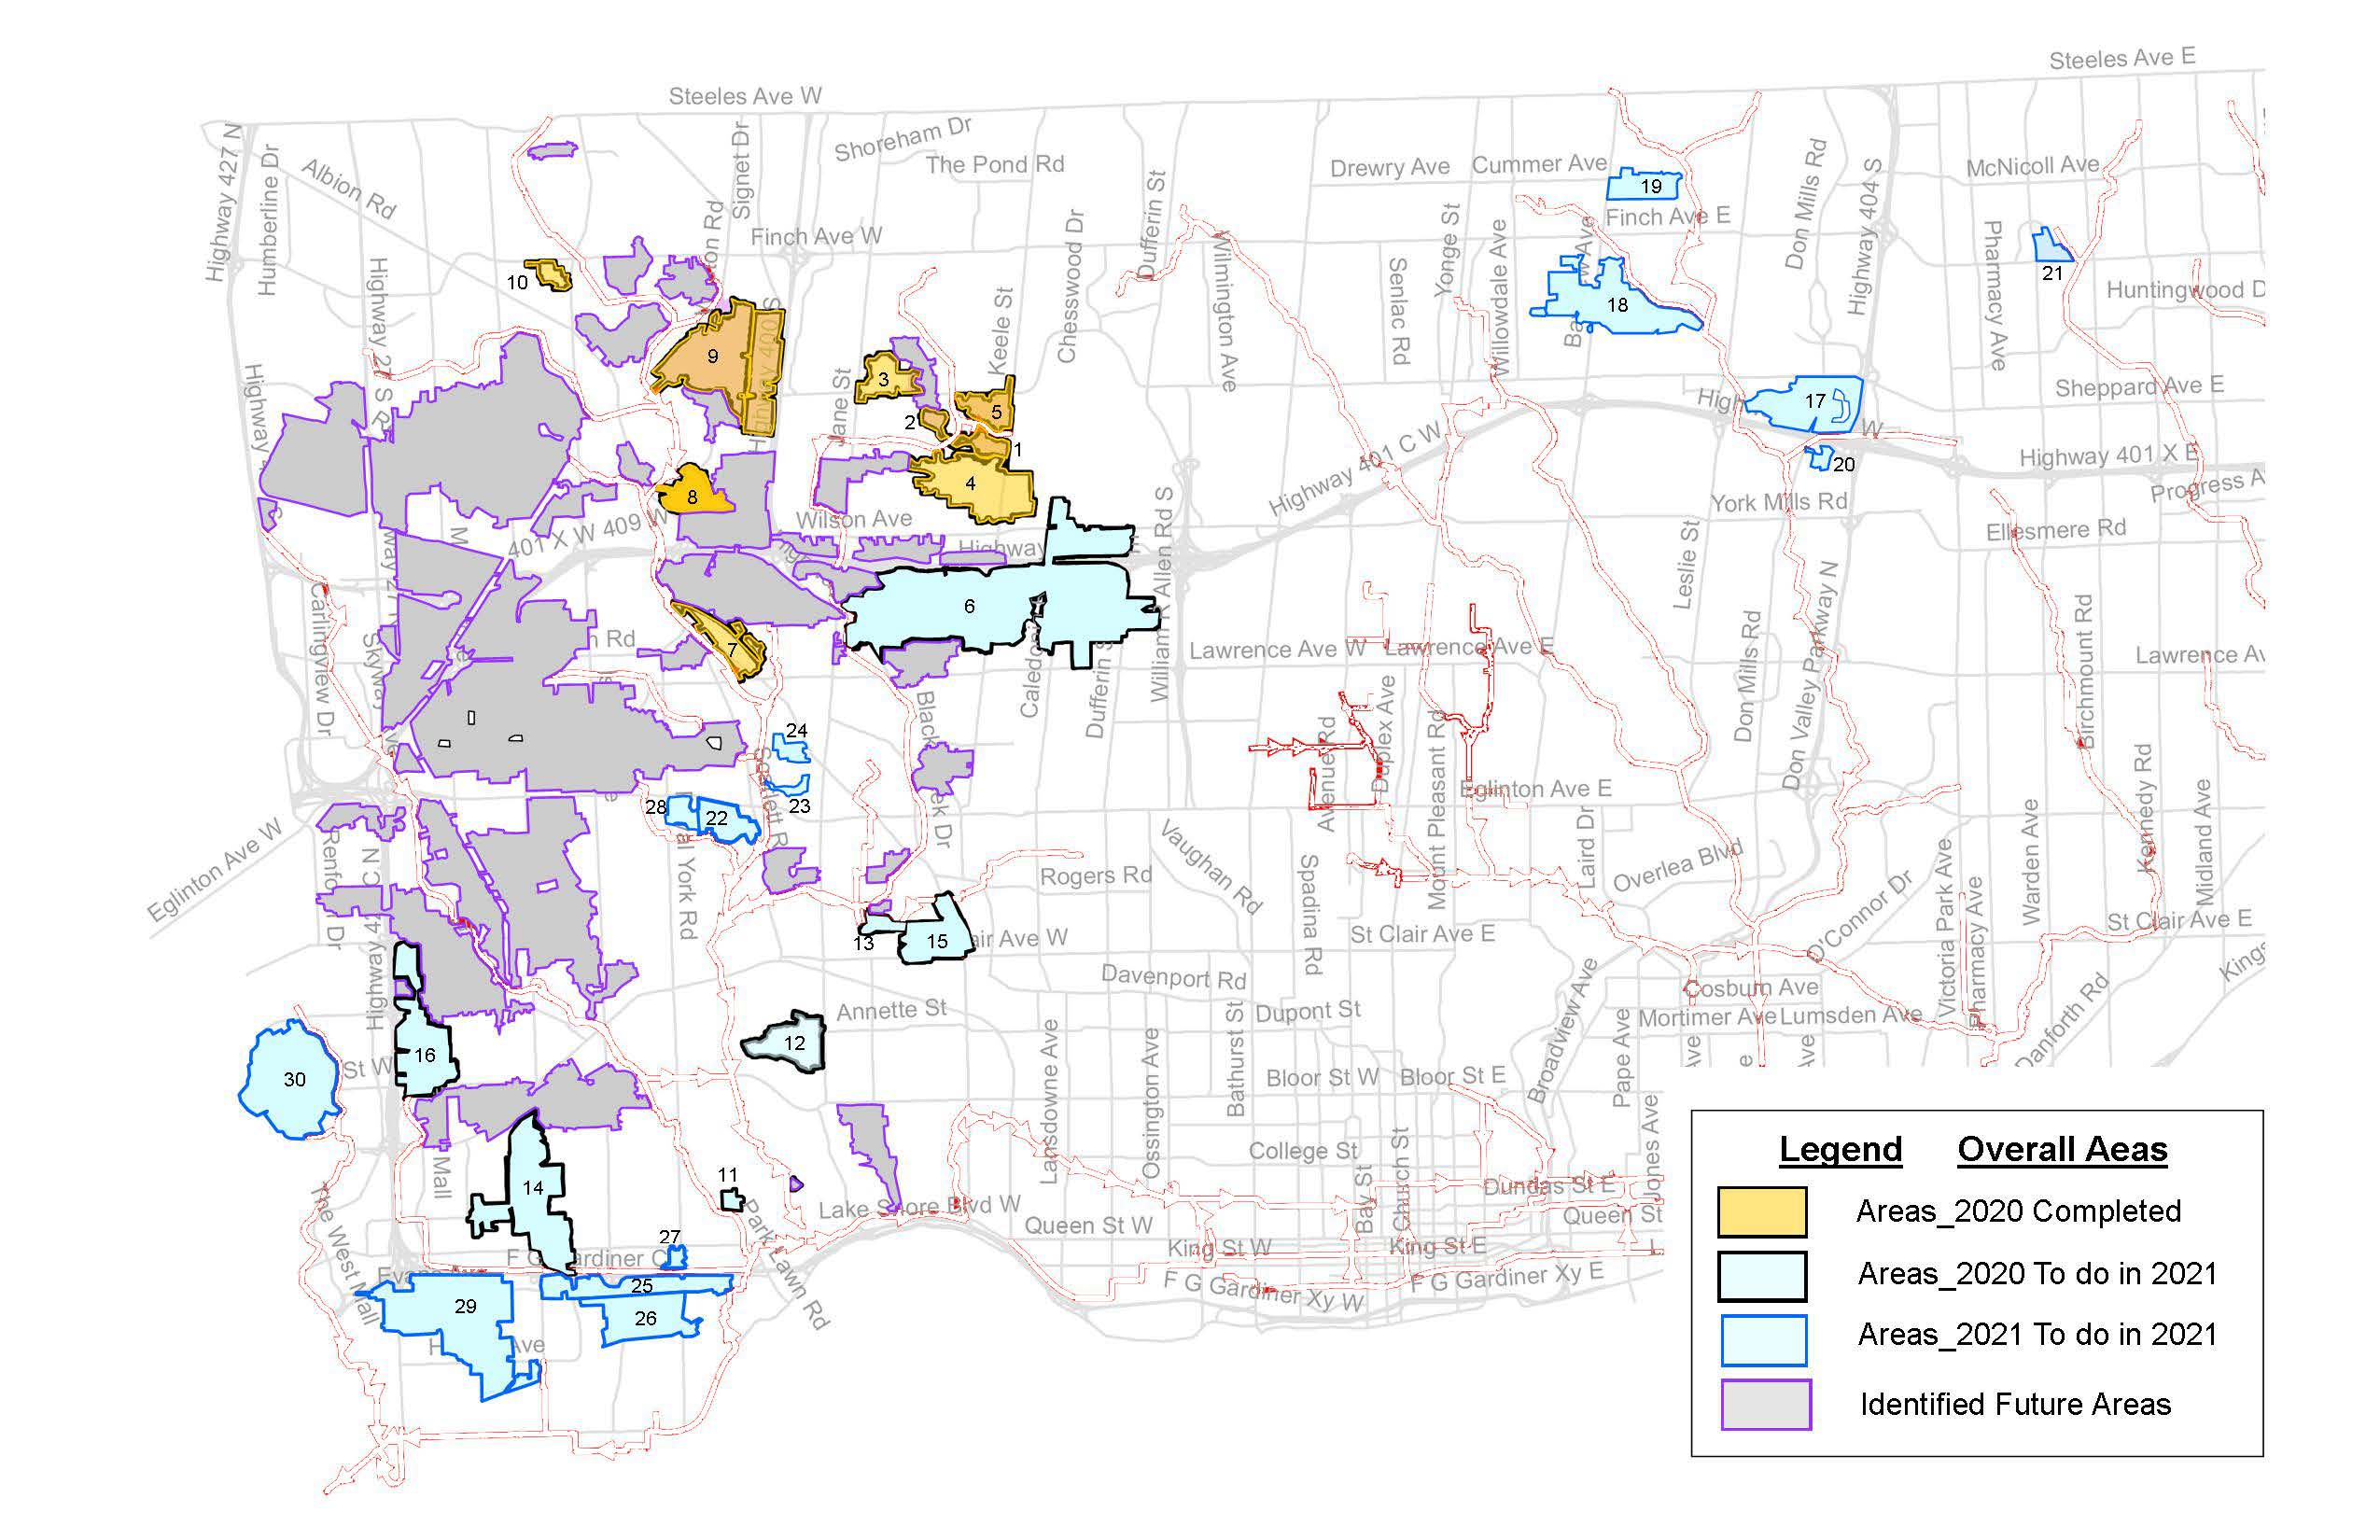 Steeles Ave E
Steeles Ave W
Highway 427 N
Humberline Dr
Albion Rd
Signet Dr
Shoreham Dr
The Pond Rd
Dufferin St
Drewry Ave
Cummer Ave
Don Mills Rd
Highway 404 S
McNicoll Ave
19
Finch Ave E
Finch Ave W
Chesswood Dr
Wilmington Ave
Yonge St
Willowdale Ave
Senlac Rd
Pharmacy Ave
21
10
Huntingwood D
18
Keele St
9
3
2
5
1
4
8
17
20
Sheppard Ave E
Highway 401 C W
Highway 401 X E
Progress A
York Mills Rd
Ellesmere Rd
Leslie St
401 X W 409 W
Wilson Ave
Highway
6
7
William R Allen Rd S
Carlingview Dr
Lawrence Ave W
Lawrence Ave E
Lawrence Av
Don Mills Rd
Don Valley Parkway N
Birchmount Rd
Black
Dufferin S
24
23
28
22
Avenue Rd
Duplex Ave
Mount Pleasant Rd
Eglinton Ave E
Laird Dr
Overlea Blvd
O'Connor Dr
Victoria Park Ave
Pharmacy Ave
Warden Ave
Kennedy Rd
Midland Ave
Eglinton Ave W
ek Dr
Vaughan Rd
Rogers Rd
Spadina Rd
al York Rd
13
15
air Ave W
St Clair Ave E
St Clair Ave E
Kings
Danforth Rd
Davenport Rd
Cosburn Ave
Mortimer Ave
Lumsden Ave
Annette St
Dupont St
Lansdowne Ave
Ossington Ave
Bathurst St
Broadview Ave
Pape Ave
Jones Ave
12
16
30
St W
Bloor St W
Bloor St E
College St
Bay St
Church St
Dundas St E
Queen St
Mall
14
11
Lake Shore Blvd W
Queen St W
King St W
King St E
F G Gardiner Xy W
F G Gardiner Xy E
Park Lawn Rd
The West Mall
27
25
26
29
Ave
Legend
Overall Aeas
Areas_2020 Completed
Areas_2020 To do in 2021
Areas_2021 To do in 2021
Identified Future Areas